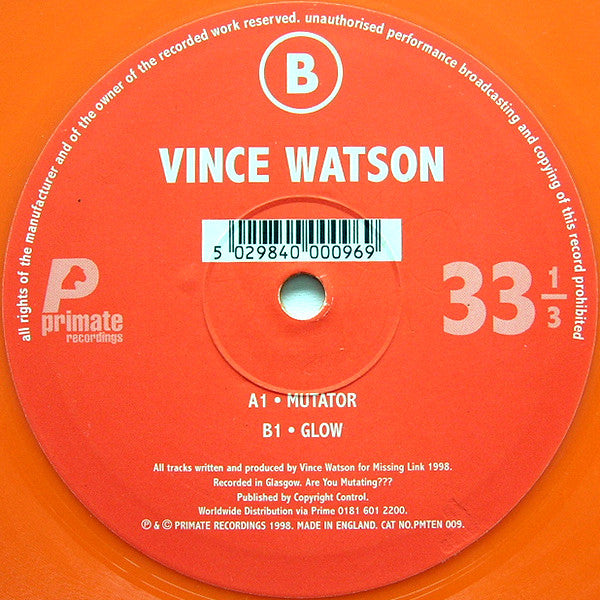 all rights of the manufacturer and of the owner of the recorded work reserved. unauthorised performance broadcasting and copying of this record prohibited
B
VINCE WATSON
5 029840 000969
primate
recordings
33 1/3
A1 • MUTATOR
B1 • GLOW
All tracks written and produced by Vince Watson for Missing Link 1998.
Recorded in Glasgow. Are You Mutating???
Published by Copyright Control.
Worldwide Distribution via Prime 0181 601 2200.
℗ & © PRIMATE RECORDINGS 1998. MADE IN ENGLAND. CAT NO.PMTEN 009.